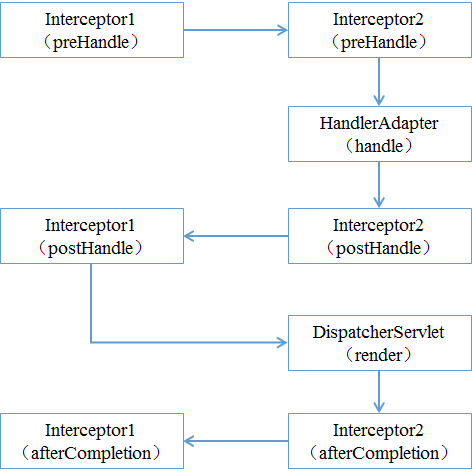 Interceptor1
（preHandle）
Interceptor2
（preHandle）
HandlerAdapter
（handle）
Interceptor1
（postHandle）
Interceptor2
（postHandle）
DispatcherServlet
（render）
Interceptor1
（afterCompletion）
Interceptor2
（afterCompletion）